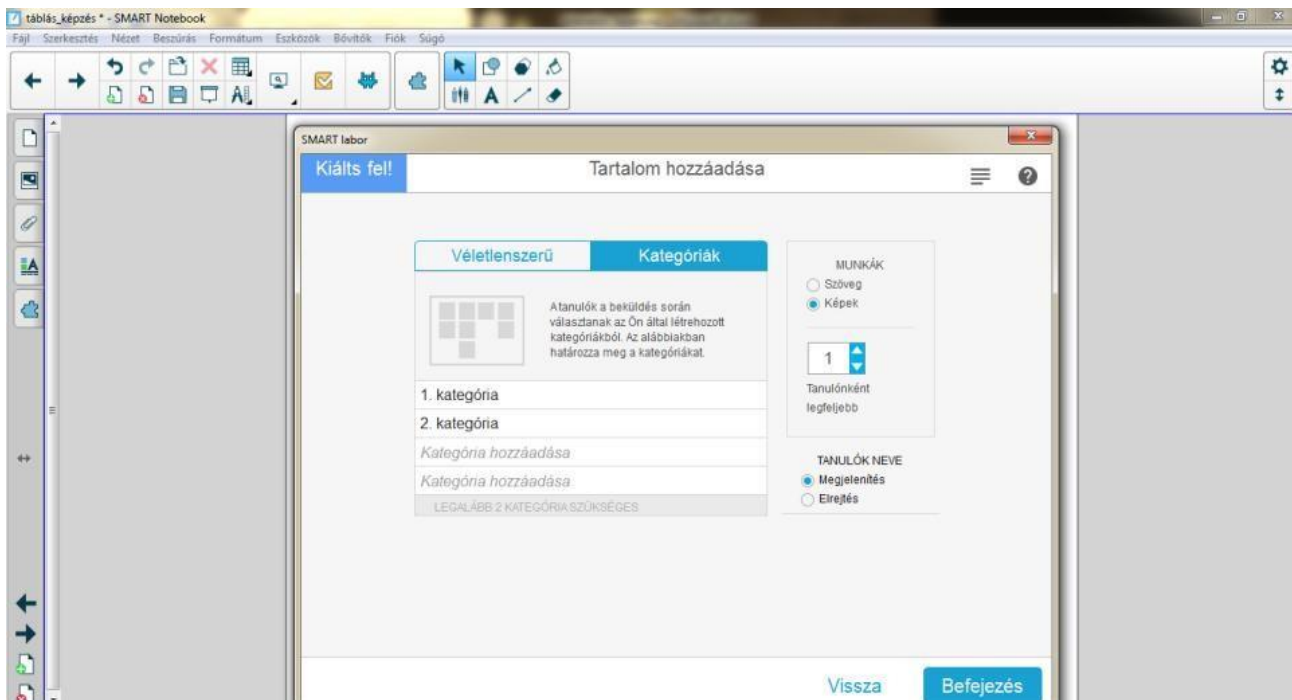 táblás_képzés * - SMART Notebook
Fájl Szerkesztés Nézet Beszúrás Formátum Eszközök Bővítők Fiók Súgó
SMART labor
Kiálts fel!
Tartalom hozzáadása
Véletlenszerű
Kategóriák
A tanulók a beküldés során
választanak az Ön által létrehozott
kategóriákból. Az alábbiakban
határozza meg a kategóriákat.
1. kategória
2. kategória
Kategória hozzáadása
Kategória hozzáadása
LEGALÁBB 2 KATEGÓRIA SZÜKSÉGES
MUNKÁK
Szöveg
Képek
1
Tanulónként
legfeljebb
TANULÓK NEVE
Megjelenítés
Elrejtés
Vissza
Befejezés